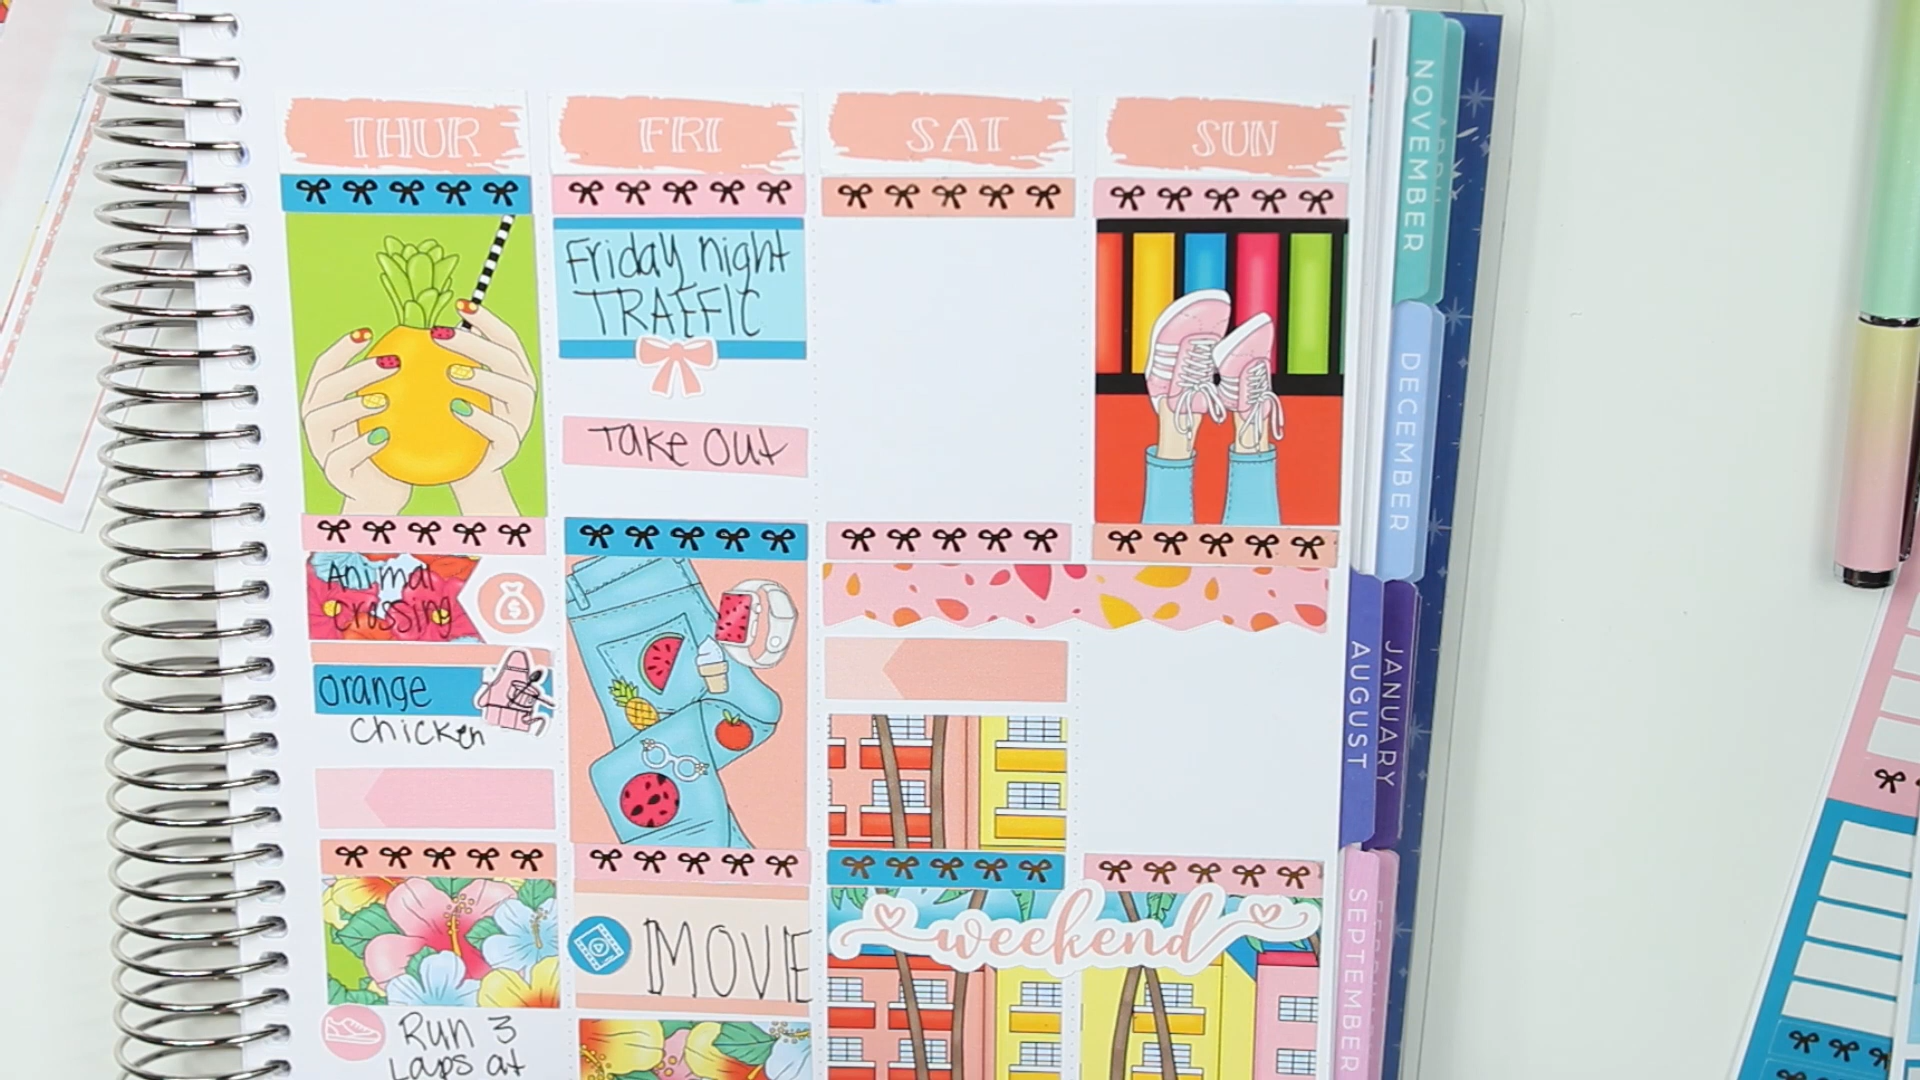 THUR
FRI
SAT
SUN
Friday night
TRAFFIC
Take Out
Animal
crossing
$
orange
chicken
MOVIE
weekend
Run 3
Laps at
NOVEMBER
DECEMBER
JANUARY
AUGUST
SEPTEMBER